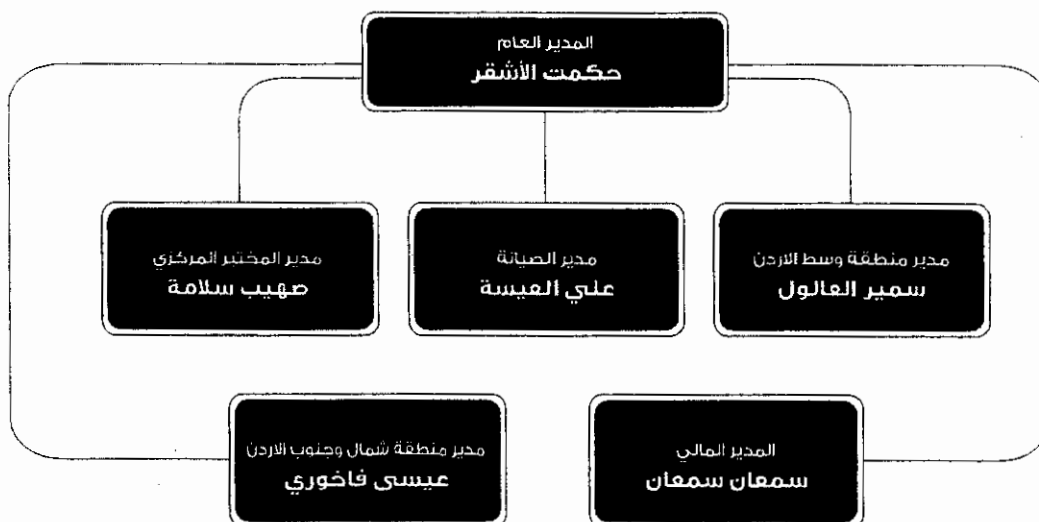 المدير العام
حكمت الأشقر
مدير منطقة وسط الاردن
سمير العالول
مدير الصيانة
علي العيسة
مدير المختبر المركزي
صهيب سلامة
المدير المالي
سمعان سمعان
مدير منطقة شمال وجنوب الاردن
عيسى فاخوري